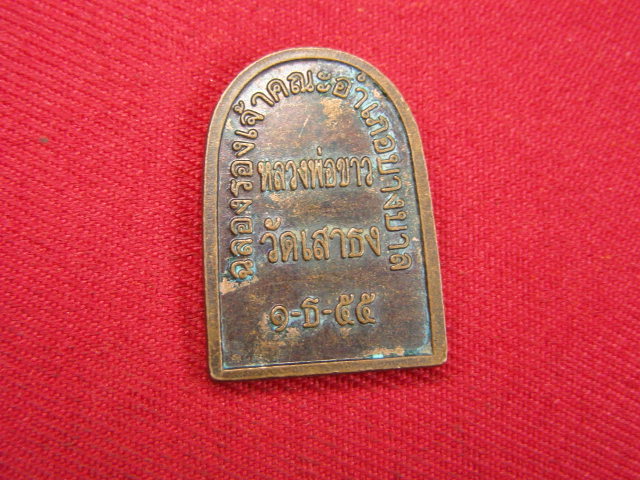 ฉลองรองเจ้าคณะอำเภอบางบาล
หลวงพ่อขาว
วัดเสาธง
๑-ธ-๕๕